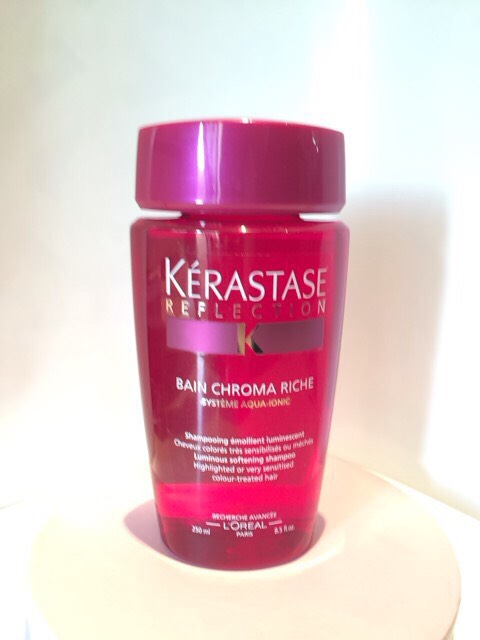 KÉRASTASE
REFLECTION
K
BAIN CHROMA RICHE
SYSTÈME AQUA-IONIC
Shampooing émollient luminescent
Cheveux colorés très sensibilisés ou méchés
Luminous softening shampoo
Highlighted or very sensitised
colour-treated hair
RECHERCHE AVANCÉE
L'ORÉAL
PARIS
250 ml 8.5 fl.oz.